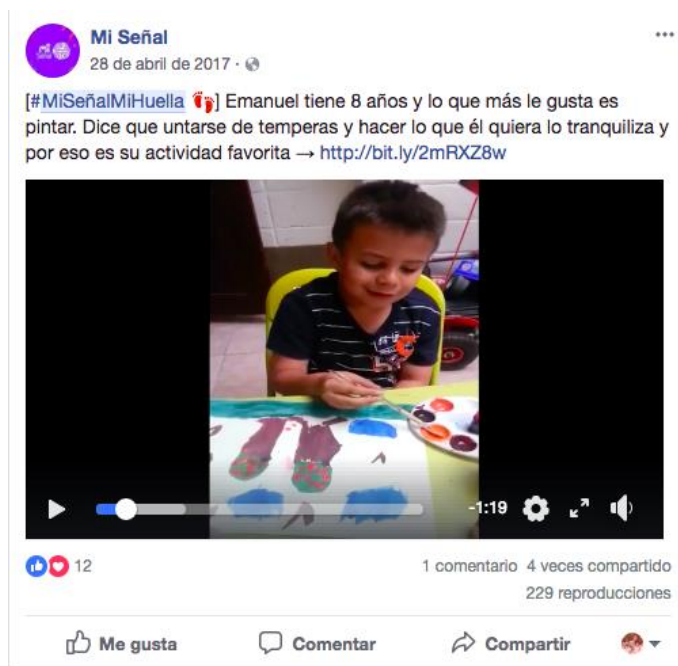 Mi Señal
28 de abril de 2017 ·
[#MiSeñalMiHuella 👣] Emanuel tiene 8 años y lo que más le gusta es
pintar. Dice que untarse de temperas y hacer lo que él quiera lo tranquiliza y
por eso es su actividad favorita → http://bit.ly/2mRXZ8w
-1:19
12
1 comentario 4 veces compartido
229 reproducciones
Me gusta Comentar Compartir